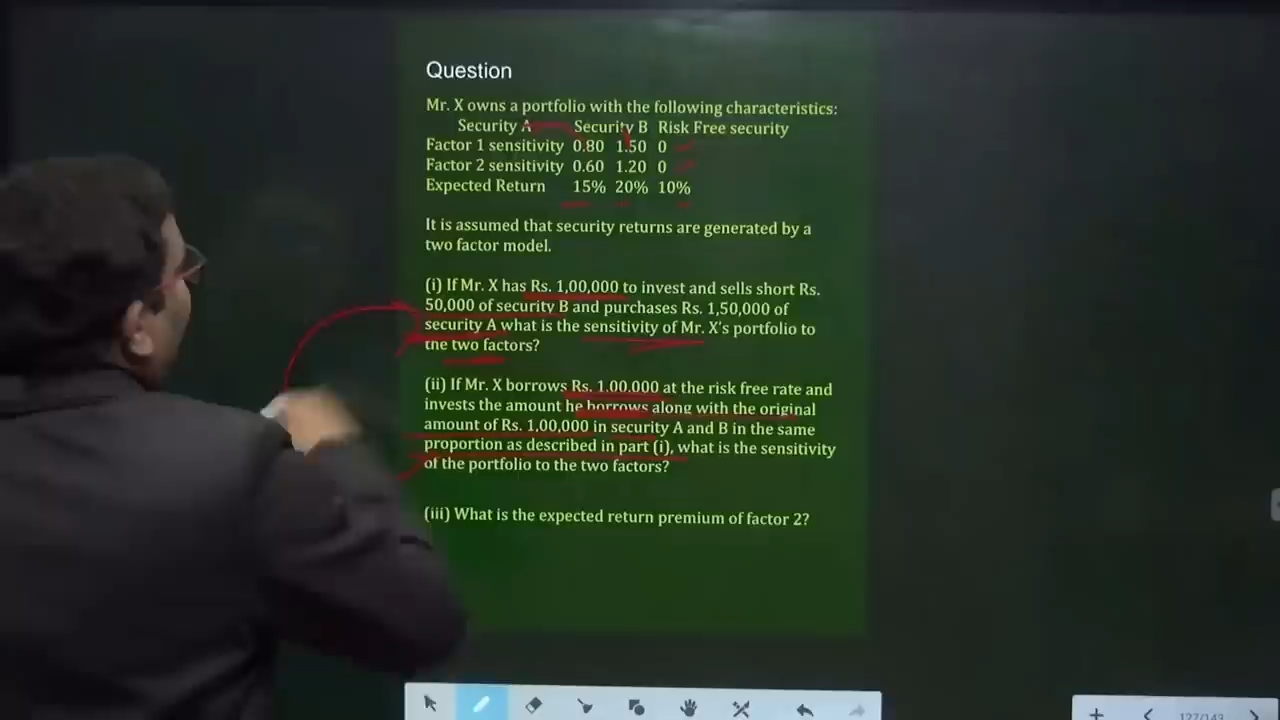 Question
Mr. X owns a portfolio with the following characteristics:
Security A Security B Risk Free security
Factor 1 sensitivity 0.80 1.50 0
Factor 2 sensitivity 0.60 1.20 0
Expected Return 15% 20% 10%
It is assumed that security returns are generated by a
two factor model.
(i) If Mr. X has Rs. 1,00,000 to invest and sells short Rs.
50,000 of security B and purchases Rs. 1,50,000 of
security A what is the sensitivity of Mr. X's portfolio to
the two factors?
(ii) If Mr. X borrows Rs. 1,00,000 at the risk free rate and
invests the amount he borrows along with the original
amount of Rs. 1,00,000 in security A and B in the same
proportion as described in part (i), what is the sensitivity
of the portfolio to the two factors?
(iii) What is the expected return premium of factor 2?
127/143